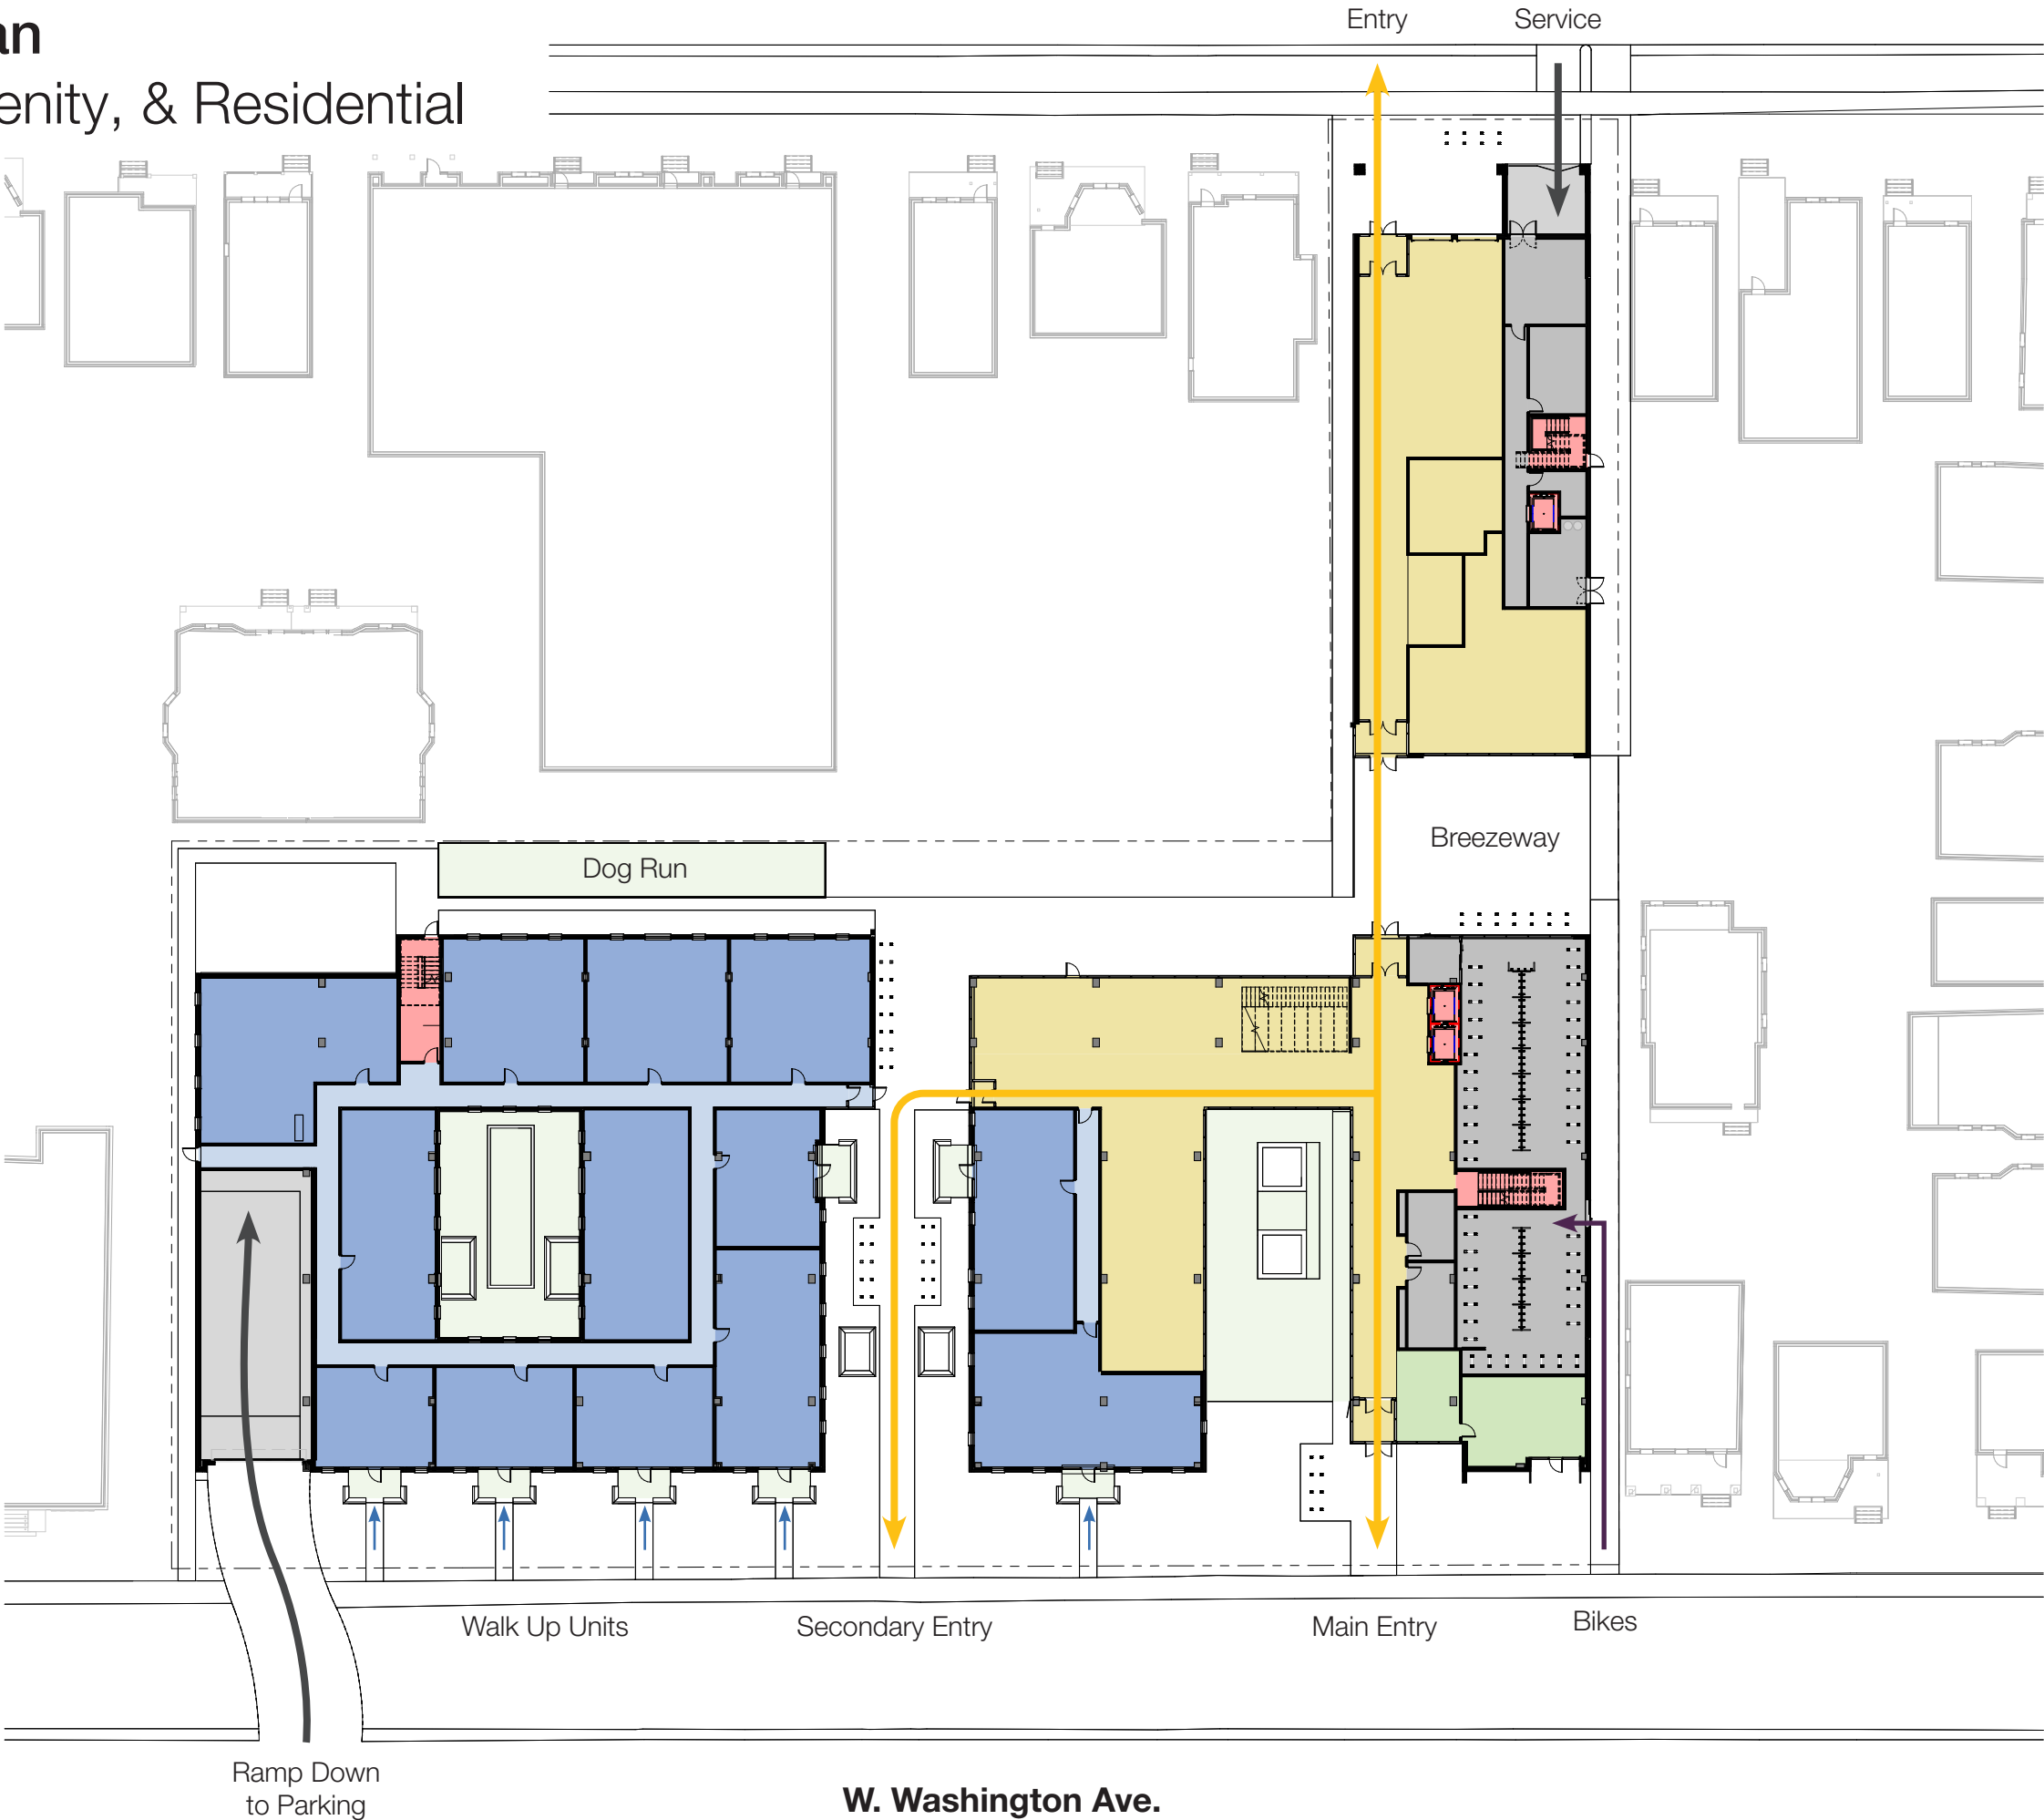 an
enity, & Residential
Entry
Service
Breezeway
Dog Run
Walk Up Units
Secondary Entry
Main Entry
Bikes
Ramp Down
to Parking
W. Washington Ave.